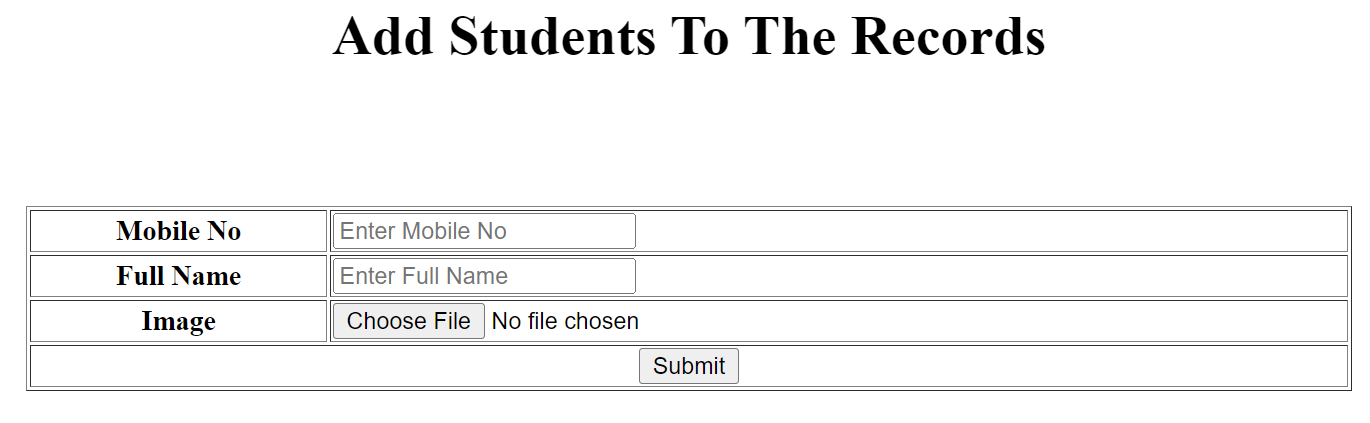 Add Students To The Records
Mobile No Enter Mobile No
Full Name Enter Full Name
Image Choose File No file chosen
Submit